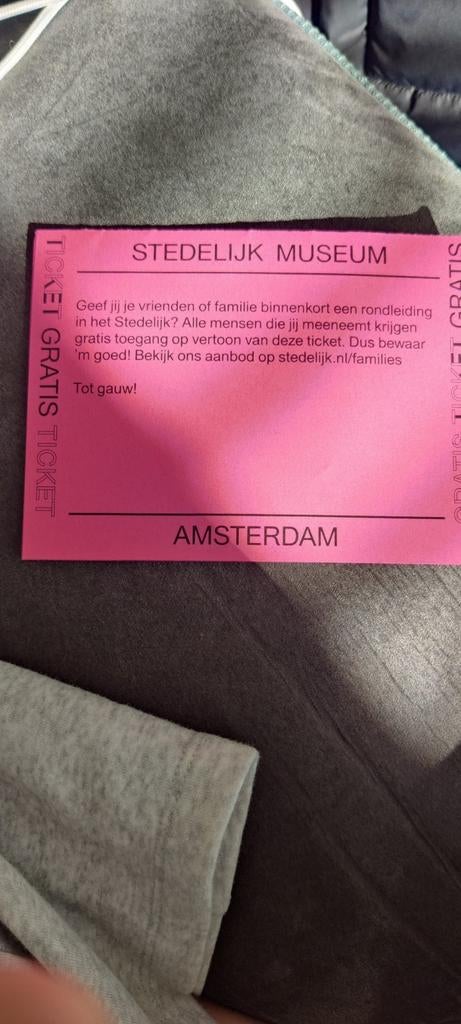 STEDELIJK MUSEUM
TICKET GRATIS TICKET
Geef jij je vrienden of familie binnenkort een rondleiding
in het Stedelijk? Alle mensen die jij meeneemt krijgen
gratis toegang op vertoon van deze ticket. Dus bewaar
'm goed! Bekijk ons aanbod op stedelijk.nl/families
Tot gauw!
GRATIS TICKET GRATIS
AMSTERDAM